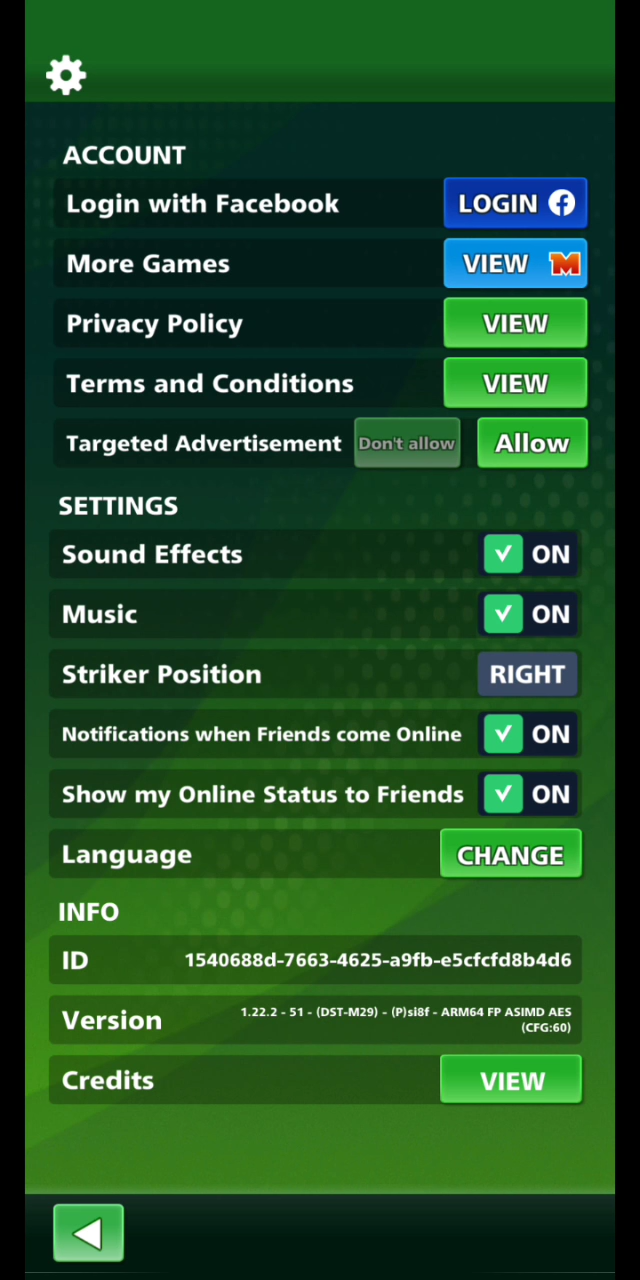 ACCOUNT
Login with Facebook LOGIN
More Games VIEW M
Privacy Policy VIEW
Terms and Conditions VIEW
Targeted Advertisement Don't allow Allow
SETTINGS
Sound Effects ON
Music ON
Striker Position RIGHT
Notifications when Friends come Online ON
Show my Online Status to Friends ON
Language CHANGE
INFO
ID 1540688d-7663-4625-a9fb-e5cfcfd8b4d6
Version 1.22.2 - 51 - (DST-M29) - (P)si8f - ARM64 FP ASIMD AES
(CFG:60)
Credits VIEW